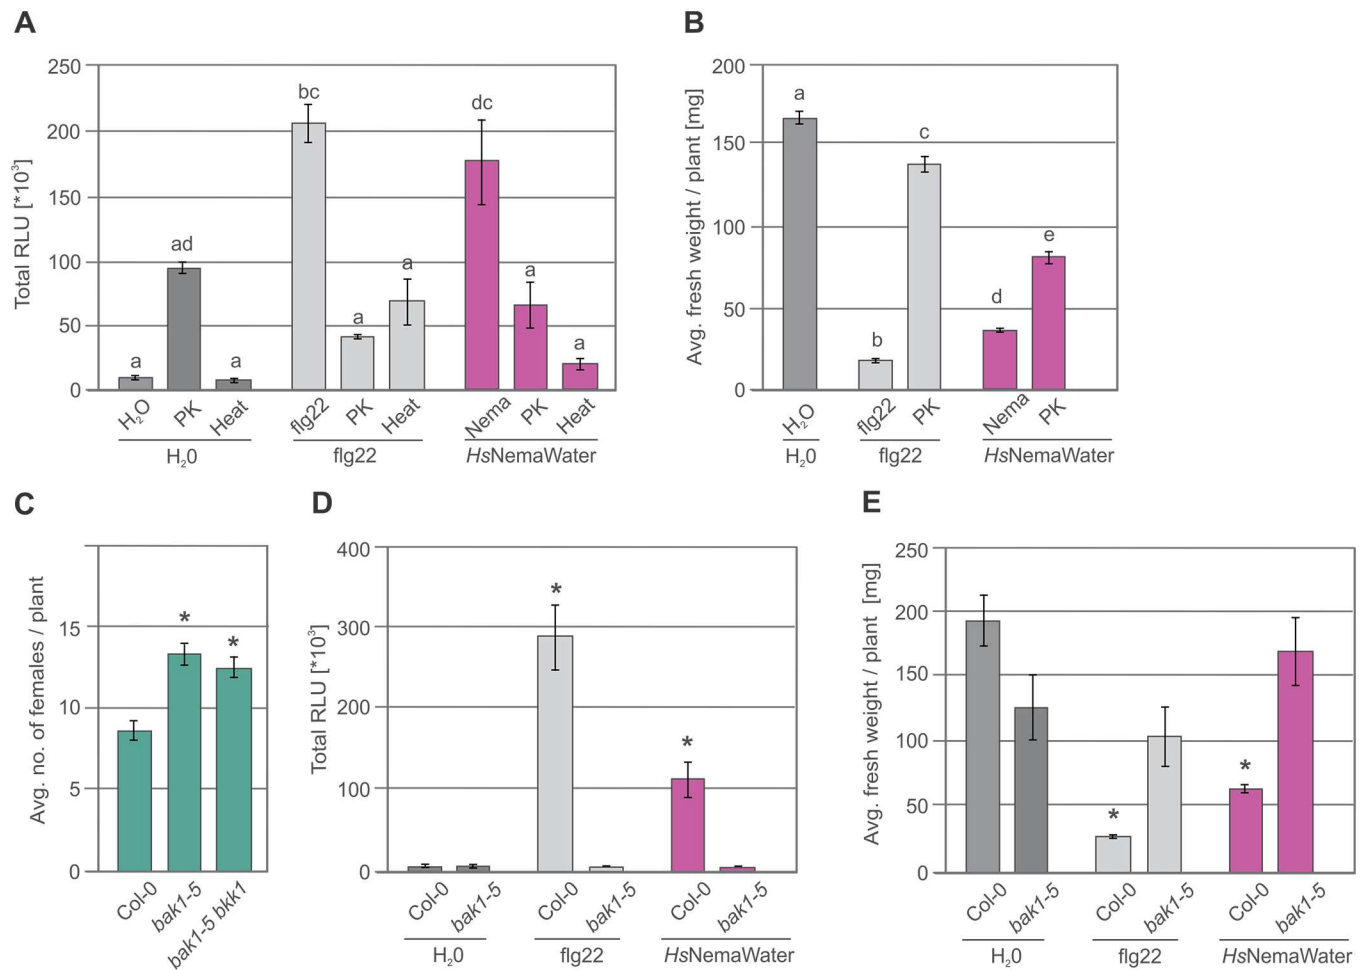 A
Total RLU [*10³]
250
200
150
100
50
0
a
ad
a
bc
a
a
dc
a
a
H₂O
PK
Heat
flg22
PK
Heat
Nema
PK
Heat
H₂0
flg22
HsNemaWater
B
Avg. fresh weight / plant [mg]
200
150
100
50
0
a
b
c
d
e
H₂O
flg22
PK
Nema
PK
H₂0
flg22
HsNemaWater
C
Avg. no. of females / plant
15
10
5
0
*
*
Col-0
bak1-5
bak1-5 bkk1
D
Total RLU [*10³]
400
300
200
100
0
*
*
Col-0
bak1-5
Col-0
bak1-5
Col-0
bak1-5
H₂0
flg22
HsNemaWater
E
Avg. fresh weight / plant [mg]
250
200
150
100
50
0
*
*
Col-0
bak1-5
Col-0
bak1-5
Col-0
bak1-5
H₂0
flg22
HsNemaWater